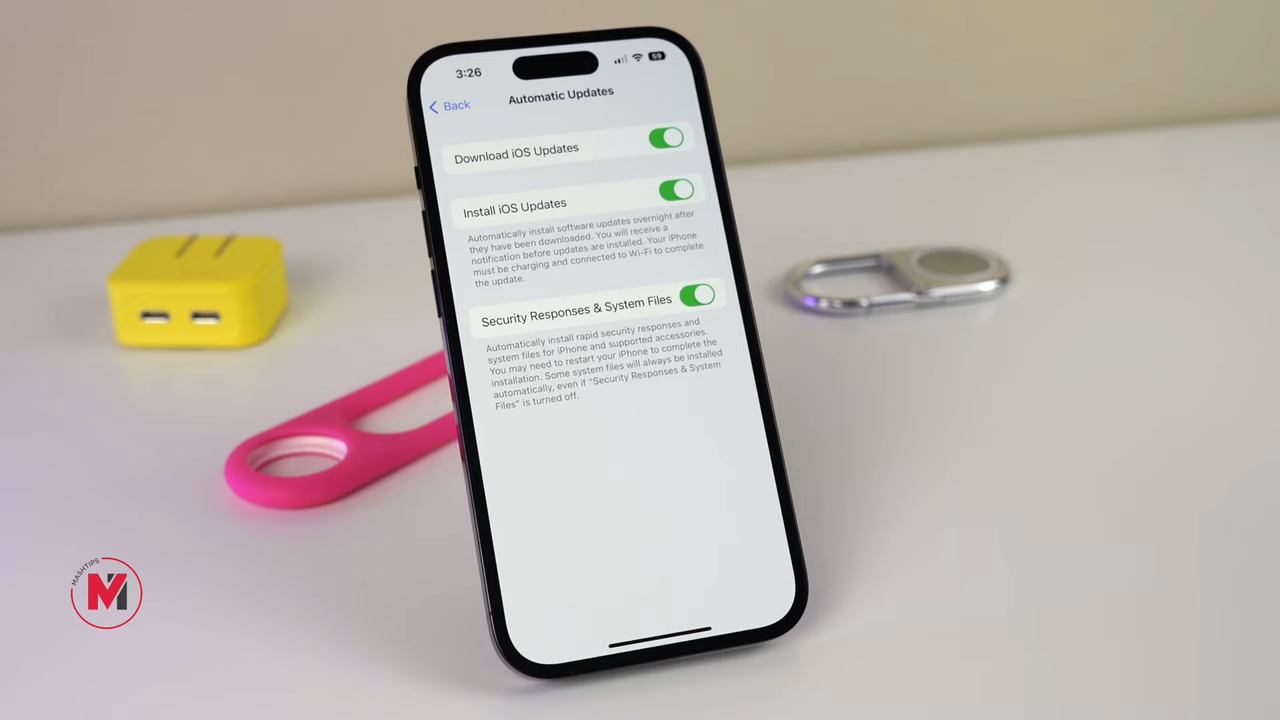 3:26
59
Back
Automatic Updates
Download iOS Updates
Install iOS Updates
Automatically install software updates overnight after
they have been downloaded. You will receive a
notification before updates are installed. Your iPhone
must be charging and connected to Wi-Fi to complete
the update.
Security Responses & System Files
Automatically install rapid security responses and
system files for iPhone and supported accessories.
You may need to restart your iPhone to complete the
installation. Some system files will always be installed
automatically, even if "Security Responses & System
Files" is turned off.
MASHTIPS
M